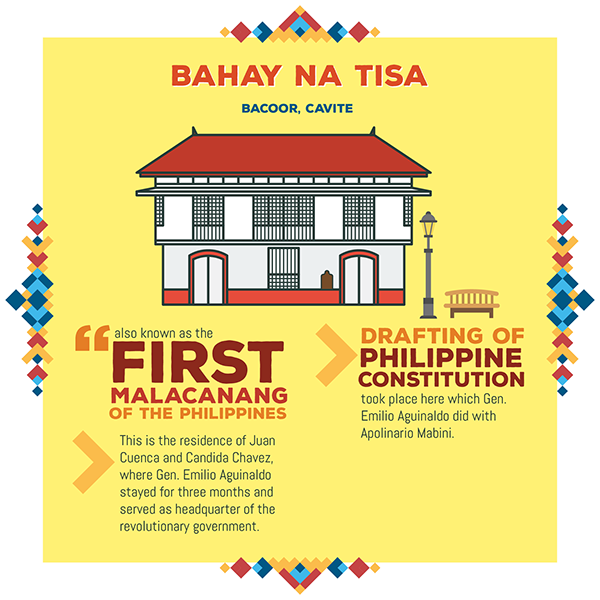 BAHAY NA TISA
BACOOR, CAVITE
“also known as the
FIRST
MALACANANG
OF THE PHILIPPINES
This is the residence of Juan
Cuenca and Candida Chavez,
where Gen. Emilio Aguinaldo
stayed for three months and
served as headquarter of the
revolutionary government.
DRAFTING OF
PHILIPPINE
CONSTITUTION
took place here which Gen.
Emilio Aguinaldo did with
Apolinario Mabini.